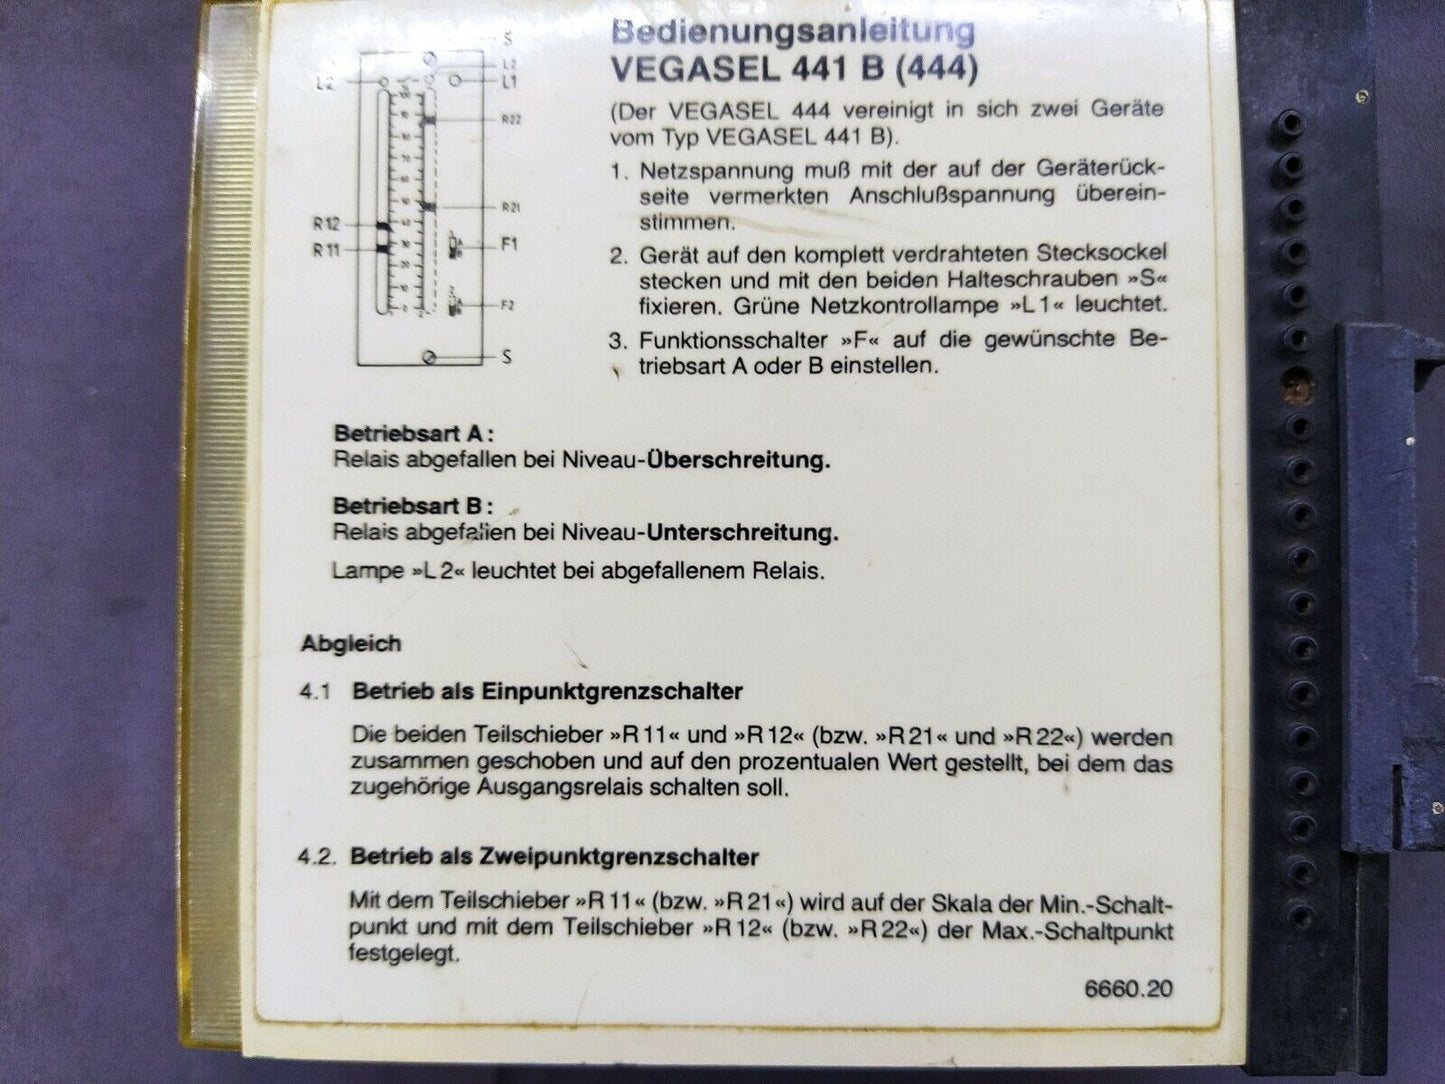 Bedienungsanleitung
VEGASEL 441 B (444)
(Der VEGASEL 444 vereinigt in sich zwei Geräte
vom Typ VEGASEL 441 B).
1. Netzspannung muß mit der auf der Geräterück-
seite vermerkten Anschlußspannung überein-
stimmen.
2. Gerät auf den komplett verdrahteten Stecksockel
stecken und mit den beiden Halteschrauben »S«
fixieren. Grüne Netzkontrollampe »L1« leuchtet.
3. Funktionsschalter »F« auf die gewünschte Be-
triebsart A oder B einstellen.
S
L2
L2
L1
R22
R21
R12
R11
F1
F2
S
Betriebsart A:
Relais abgefallen bei Niveau-Überschreitung.
Betriebsart B:
Relais abgefallen bei Niveau-Unterschreitung.
Lampe »L2« leuchtet bei abgefallenem Relais.
Abgleich
4.1 Betrieb als Einpunktgrenzschalter
Die beiden Teilschieber »R11« und »R12« (bzw. »R21« und »R22«) werden
zusammen geschoben und auf den prozentualen Wert gestellt, bei dem das
zugehörige Ausgangsrelais schalten soll.
4.2. Betrieb als Zweipunktgrenzschalter
Mit dem Teilschieber »R11« (bzw. »R21«) wird auf der Skala der Min.-Schalt-
punkt und mit dem Teilschieber »R12« (bzw. »R22«) der Max.-Schaltpunkt
festgelegt.
6660.20